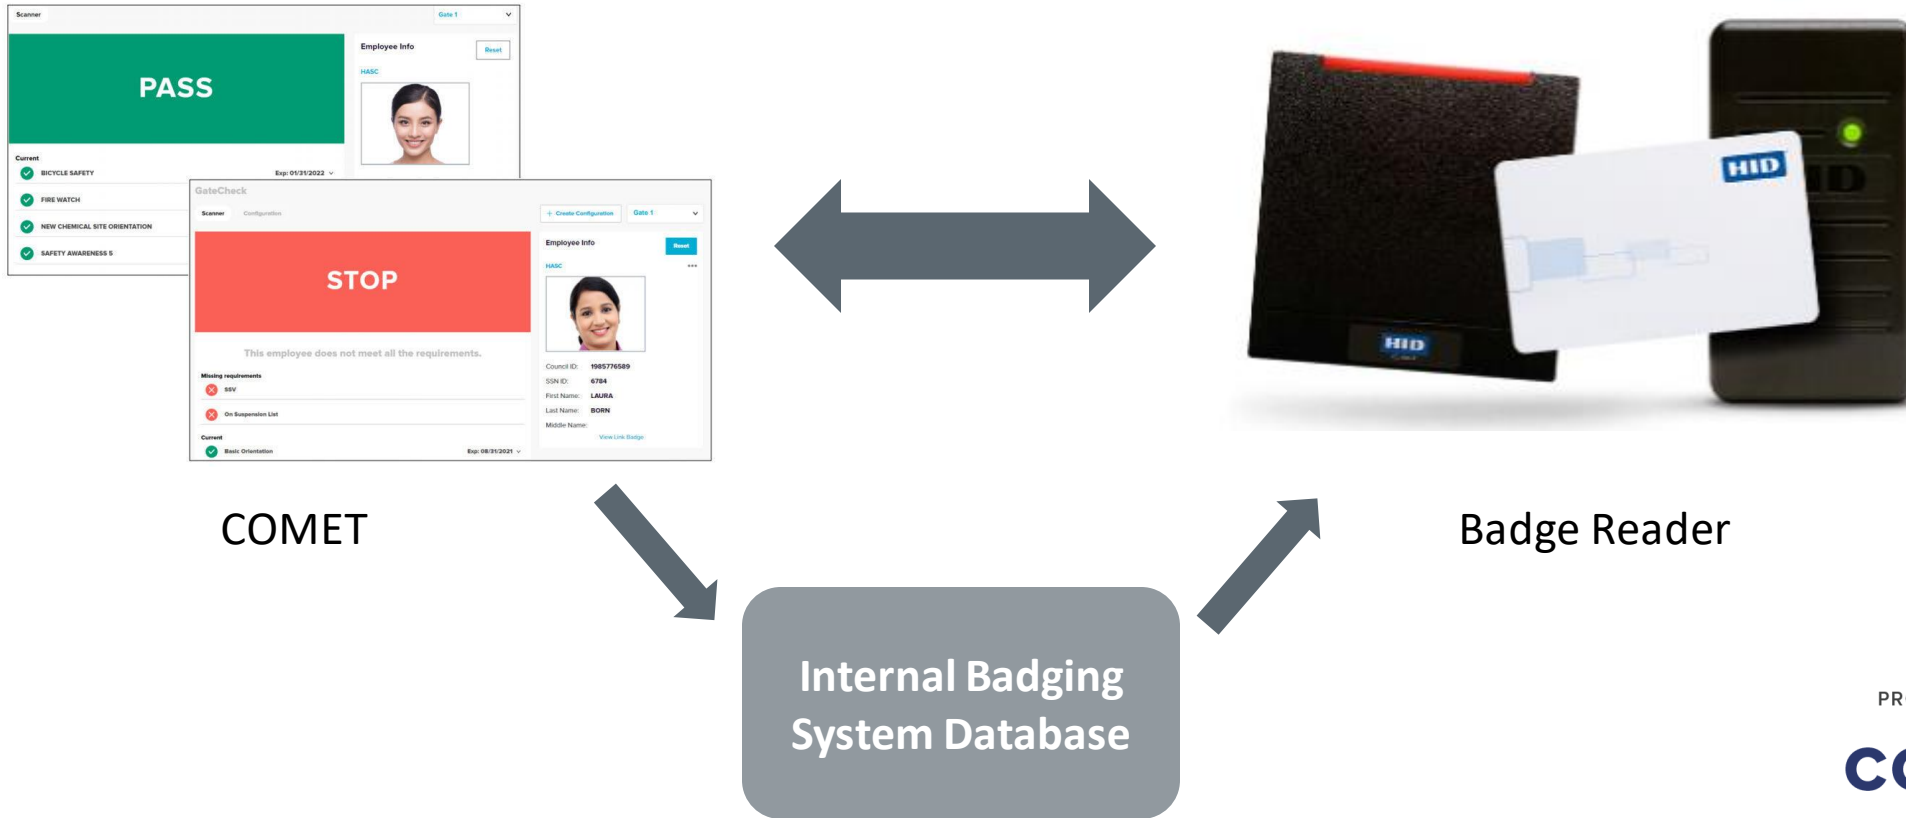 Scanner
Gate 1
PASS
Employee Info
Reset
HASC
Current
BICYCLE SAFETY
Exp: 01/31/2022
FIRE WATCH
NEW CHEMICAL SITE ORIENTATION
SAFETY AWARENESS 5
GateCheck
Scanner
Configuration
+ Create Configuration
Gate 1
STOP
Employee Info
Reset
HASC
This employee does not meet all the requirements.
Missing requirements
SSV
On Suspension List
Current
Basic Orientation
Exp: 08/31/2021
Council ID: 1985776589
SSN ID: 6784
First Name: LAURA
Last Name: BORN
Middle Name:
View Link Badge
HID
HID
COMET
Badge Reader
Internal Badging
System Database